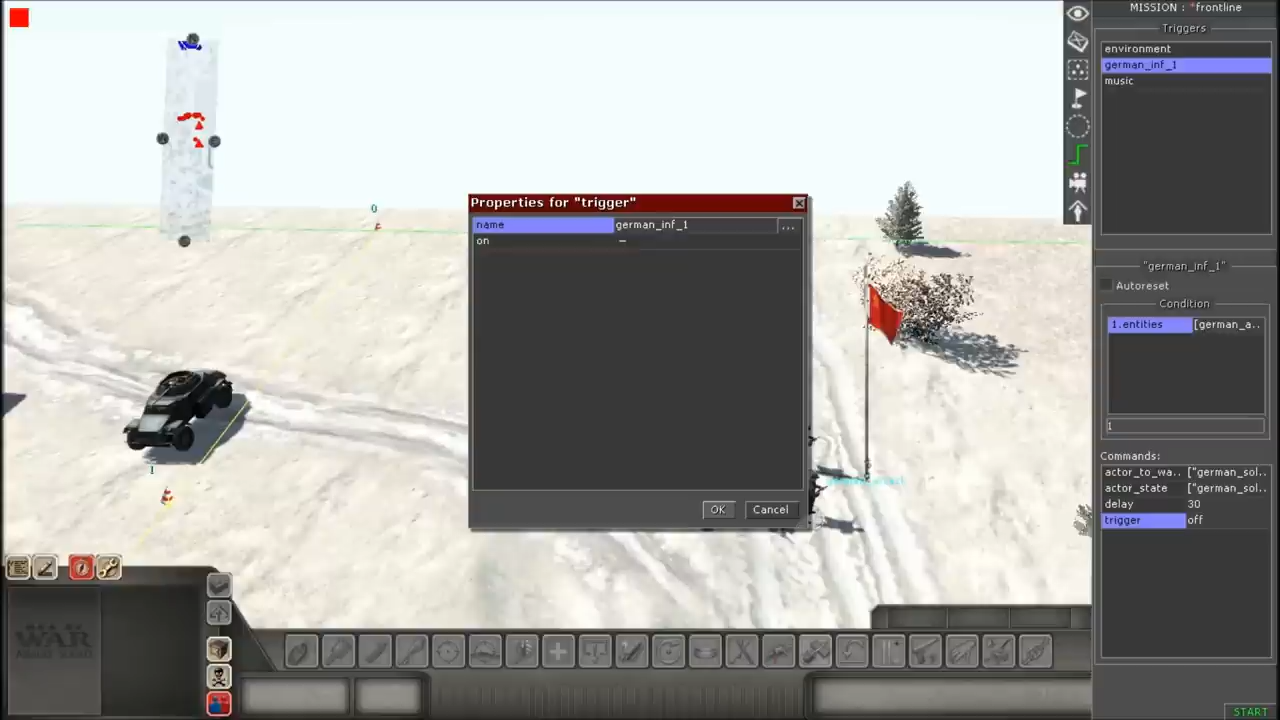 MISSION : *frontline
Triggers
environment
german_inf_1
music
0
Properties for "trigger"
name german_inf_1 ...
on —
OK Cancel
"german_inf_1"
Autoreset
Condition
1.entities [german_a..
1
Commands:
actor_to_wa.. ["german_sol..
actor_state ["german_sol..
delay 30
trigger off
1
WAR
START